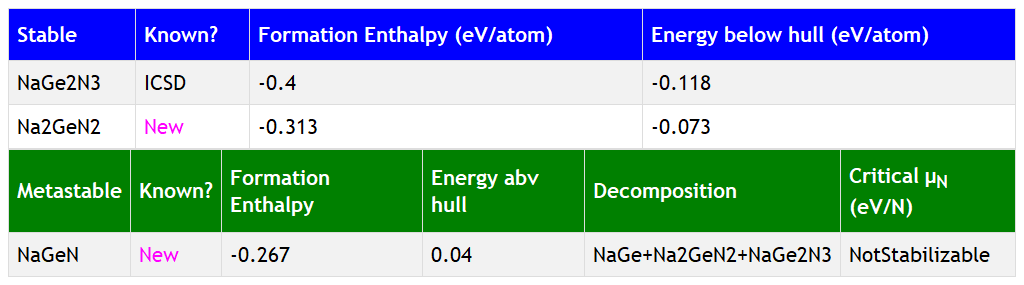 Stable Known? Formation Enthalpy (eV/atom) Energy below hull (eV/atom)
NaGe2N3 ICSD -0.4 -0.118
Na2GeN2 New -0.313 -0.073
Metastable Known? Formation Enthalpy Energy abv hull Decomposition Critical μN (eV/N)
NaGeN New -0.267 0.04 NaGe+Na2GeN2+NaGe2N3 NotStabilizable